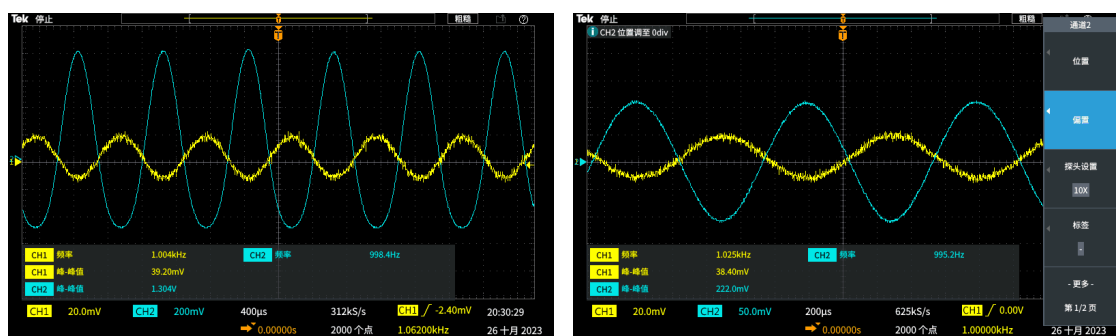 Tek 停止
粗糙
T
CH1 频率 1.004kHz CH2 频率 998.4Hz
CH1 峰-峰值 39.20mV
CH2 峰-峰值 1.304V
CH1 20.0mV CH2 200mV 400µs 312kS/s CH1 -2.40mV 20:30:29
0.00000s 2000 个点 1.06200kHz 26 十月 2023
Tek 停止
粗糙
i CH2 位置调至 0div
T
通道2
位置
偏置
探头设置
10X
标签
-
- 更多 -
第 1/2 页
CH1 频率 1.025kHz CH2 频率 995.2Hz
CH1 峰-峰值 38.40mV
CH2 峰-峰值 222.0mV
CH1 20.0mV CH2 50.0mV 200µs 625kS/s CH1 0.00V
0.00000s 2000 个点 1.00000kHz 26 十月 2023